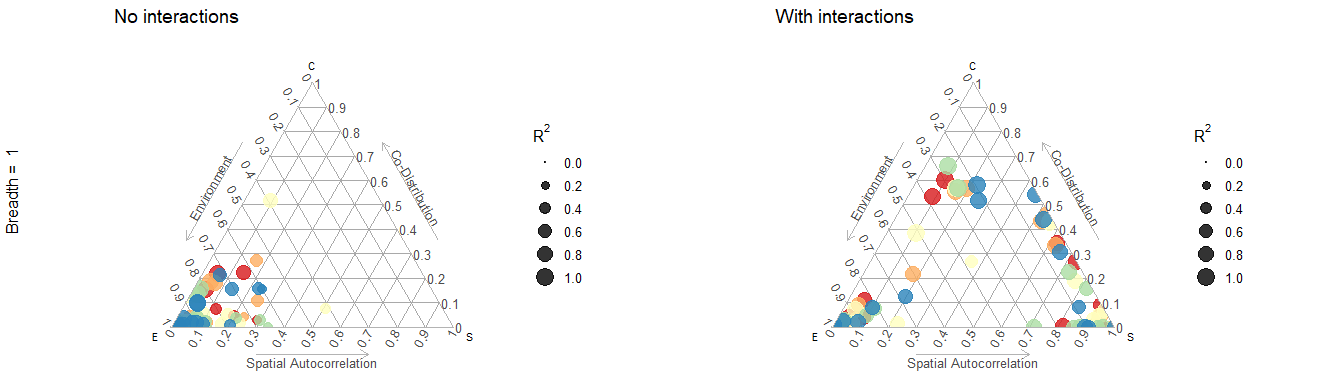 No interactions
With interactions
Breadth = 1
C
0 1
0.1 0.9
0.2 0.8
0.3 0.7
0.4 0.6
0.5 0.5
0.6 0.4
0.7 0.3
0.8 0.2
0.9 0.1
1 0
E S
0 0.1 0.2 0.3 0.4 0.5 0.6 0.7 0.8 0.9 1
Environment
Co-Distribution
Spatial Autocorrelation
R2
0.0
0.2
0.4
0.6
0.8
1.0
C
0 1
0.1 0.9
0.2 0.8
0.3 0.7
0.4 0.6
0.5 0.5
0.6 0.4
0.7 0.3
0.8 0.2
0.9 0.1
1 0
E S
0 0.1 0.2 0.3 0.4 0.5 0.6 0.7 0.8 0.9 1
Environment
Co-Distribution
Spatial Autocorrelation
R2
0.0
0.2
0.4
0.6
0.8
1.0